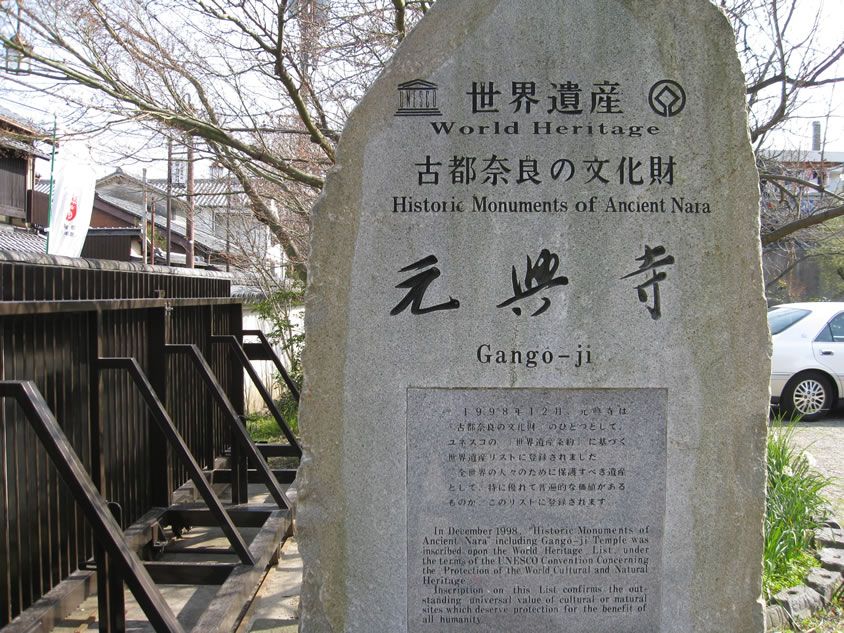 UNESCO
世界遺産
World Heritage
古都奈良の文化財
Historic Monuments of Ancient Nara
元興寺
Gangō-ji
1998年12月、元興寺は
「古都奈良の文化財」のひとつとして、
ユネスコの「世界遺産条約」に基づく
世界遺産リストに登録されました
全世界の人々のために保護すべき遺産
として、特に優れて普遍的な価値がある
ものが このリストに登録されます。
In December 1998, "Historic Monuments of
Ancient Nara" including Gangō-ji Temple was
inscribed upon the World Heritage List under
the terms of the UNESCO Convention Concerning
the Protection of the World Cultural and Natural
Heritage
Inscription on this List confirms the out-
standing universal value of cultural or natural
sites which deserve protection for the benefit of
all humanity